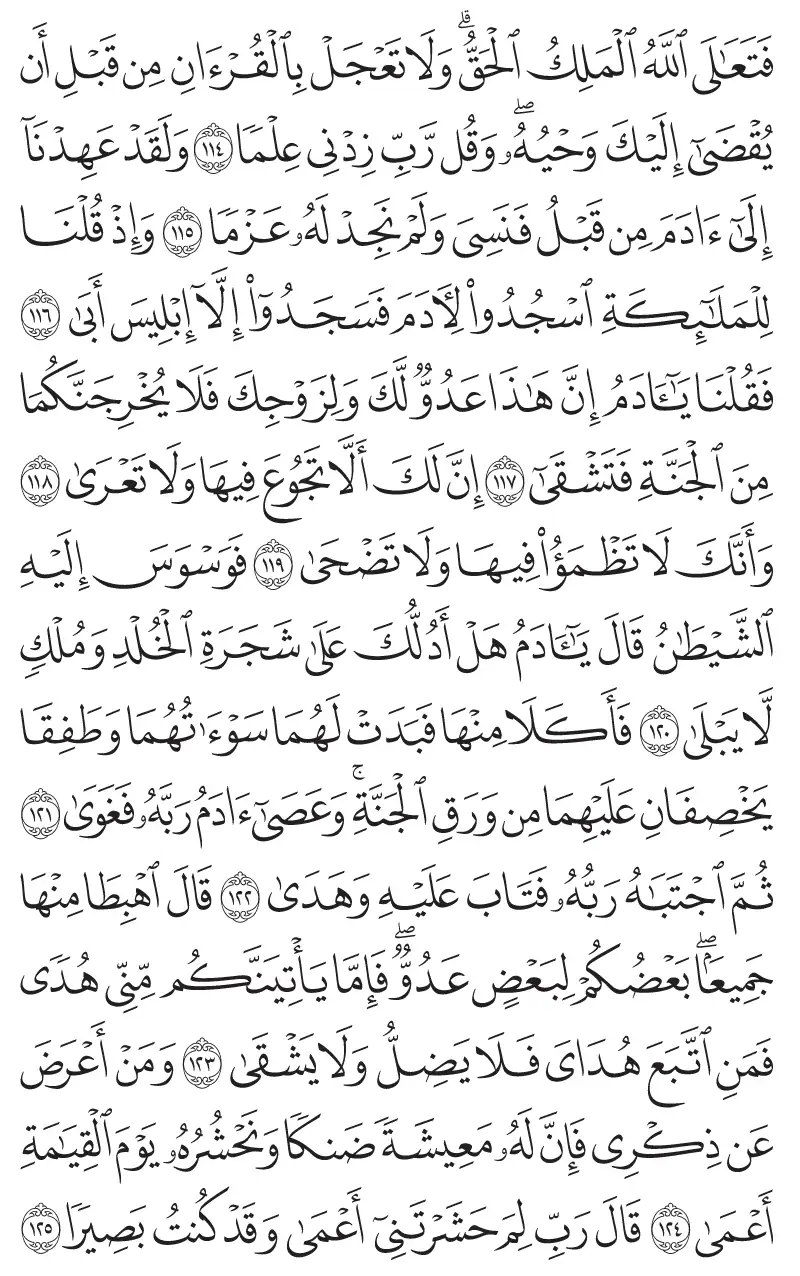 فَتَعَٰلَى ٱللَّهُ ٱلْمَلِكُ ٱلْحَقُّ ۗ وَلَا تَعْجَلْ بِٱلْقُرْءَانِ مِن قَبْلِ أَن
يُقْضَىٰٓ إِلَيْكَ وَحْيُهُۥ ۖ وَقُل رَّبِّ زِدْنِى عِلْمًا ١١٤ وَلَقَدْ عَهِدْنَآ
إِلَىٰٓ ءَادَمَ مِن قَبْلُ فَنَسِىَ وَلَمْ نَجِدْ لَهُۥ عَزْمًا ١١٥ وَإِذْ قُلْنَا
لِلْمَلَٰٓئِكَةِ ٱسْجُدُوا۟ لِءَادَمَ فَسَجَدُوٓا۟ إِلَّآ إِبْلِيسَ أَبَىٰ ١١٦
فَقُلْنَا يَٰٓـَٔادَمُ إِنَّ هَٰذَا عَدُوٌّ لَّكَ وَلِزَوْجِكَ فَلَا يُخْرِجَنَّكُمَا
مِنَ ٱلْجَنَّةِ فَتَشْقَىٰٓ ١١٧ إِنَّ لَكَ أَلَّا تَجُوعَ فِيهَا وَلَا تَعْرَىٰ ١١٨
وَأَنَّكَ لَا تَظْمَؤُا۟ فِيهَا وَلَا تَضْحَىٰ ١١٩ فَوَسْوَسَ إِلَيْهِ
ٱلشَّيْطَٰنُ قَالَ يَٰٓـَٔادَمُ هَلْ أَدُلُّكَ عَلَىٰ شَجَرَةِ ٱلْخُلْدِ وَمُلْكٍ
لَّا يَبْلَىٰ ١٢٠ فَأَكَلَا مِنْهَا فَبَدَتْ لَهُمَا سَوْءَٰتُهُمَا وَطَفِقَا
يَخْصِفَانِ عَلَيْهِمَا مِن وَرَقِ ٱلْجَنَّةِ ۚ وَعَصَىٰٓ ءَادَمُ رَبَّهُۥ فَغَوَىٰ ١٢١
ثُمَّ ٱجْتَبَٰهُ رَبُّهُۥ فَتَابَ عَلَيْهِ وَهَدَىٰ ١٢٢ قَالَ ٱهْبِطَا مِنْهَا
جَمِيعًۢا ۖ بَعْضُكُمْ لِبَعْضٍ عَدُوٌّ ۖ فَإِمَّا يَأْتِيَنَّكُم مِّنِّى هُدًى
فَمَنِ ٱتَّبَعَ هُدَاىَ فَلَا يَضِلُّ وَلَا يَشْقَىٰ ١٢٣ وَمَنْ أَعْرَضَ
عَن ذِكْرِى فَإِنَّ لَهُۥ مَعِيشَةً ضَنكًا وَنَحْشُرُهُۥ يَوْمَ ٱلْقِيَٰمَةِ
أَعْمَىٰ ١٢٤ قَالَ رَبِّ لِمَ حَشَرْتَنِىٓ أَعْمَىٰ وَقَدْ كُنتُ بَصِيرًا ١٢٥